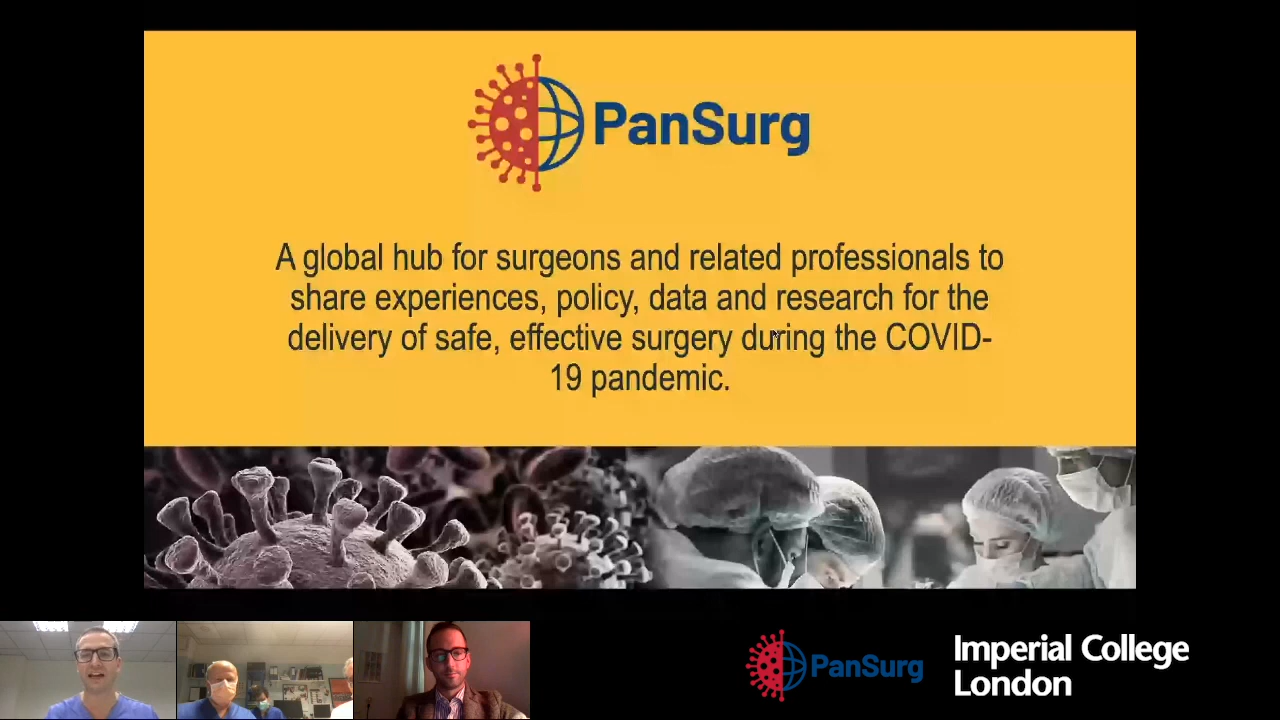 PanSurg
A global hub for surgeons and related professionals to
share experiences, policy, data and research for the
delivery of safe, effective surgery during the COVID-
19 pandemic.
PanSurg
Imperial College
London